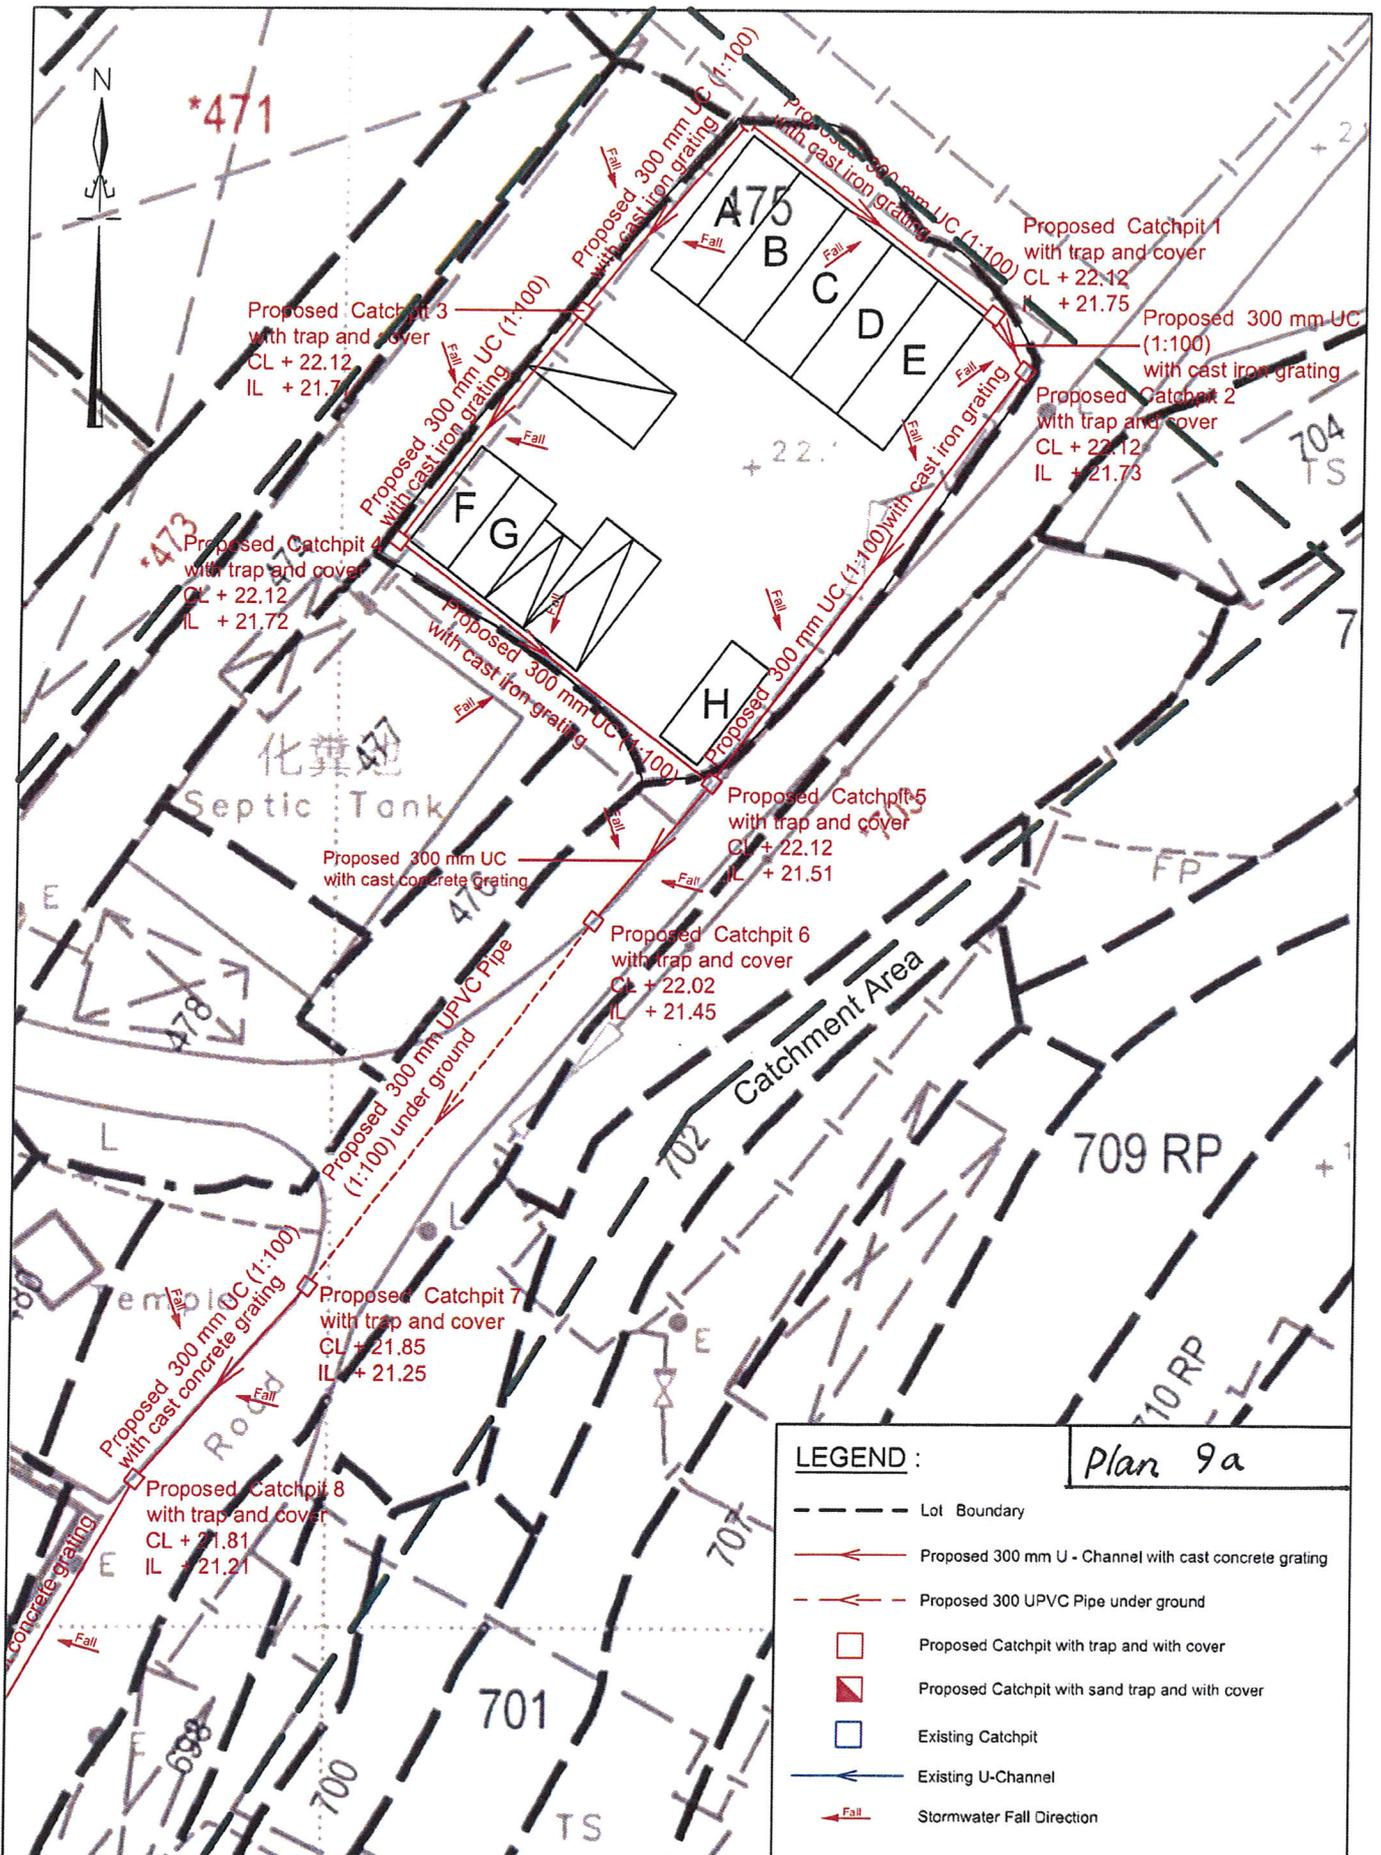 N
*471
475
A
B
C
D
E
F
G
H
Proposed 300 mm UC (1:100)
with cast iron grating
Proposed 300 mm UC (1:100)
with cast iron grating
Proposed Catchpit 1
with trap and cover
CL + 22.12
IL + 21.75
Proposed 300 mm UC
(1:100)
with cast iron grating
Proposed Catchpit 2
with trap and cover
CL + 22.12
IL + 21.73
Proposed Catchpit 3
with trap and cover
CL + 22.12
Proposed 300 mm UC (1:100)
with cast iron grating
Proposed 300 mm UC (1:100) with cast iron grating
704
TS
*473
Proposed Catchpit 4
with trap and cover
CL + 22.12
IL + 21.72
Proposed 300 mm UC (1:100)
with cast iron grating
Fall
Fall
Fall
Fall
Fall
Fall
Fall
Fall
Fall
Fall
Fall
Fall
化糞池
477
Septic Tank
Proposed Catchpit 5
with trap and cover
CL + 22.12
IL + 21.51
Proposed 300 mm UC
with cast concrete grating
476
FP
E
478
Proposed Catchpit 6
with trap and cover
CL + 22.02
IL + 21.45
Catchment Area
Proposed 300 mm UPVC Pipe
(1:100) under ground
L
702
709 RP
L
Temple
Proposed 300 mm UC (1:100)
with cast concrete grating
Proposed Catchpit 7
with trap and cover
CL + 21.85
IL + 21.25
E
Fall
Fall
Road
710 RP
Proposed Catchpit 8
with trap and cover
CL + 21.81
IL + 21.21
concrete grating
E
Fall
707
701
698
700
E
TS
LEGEND :
Plan 9a
Lot Boundary
Proposed 300 mm U - Channel with cast concrete grating
Proposed 300 UPVC Pipe under ground
Proposed Catchpit with trap and with cover
Proposed Catchpit with sand trap and with cover
Existing Catchpit
Existing U-Channel
Fall
Stormwater Fall Direction